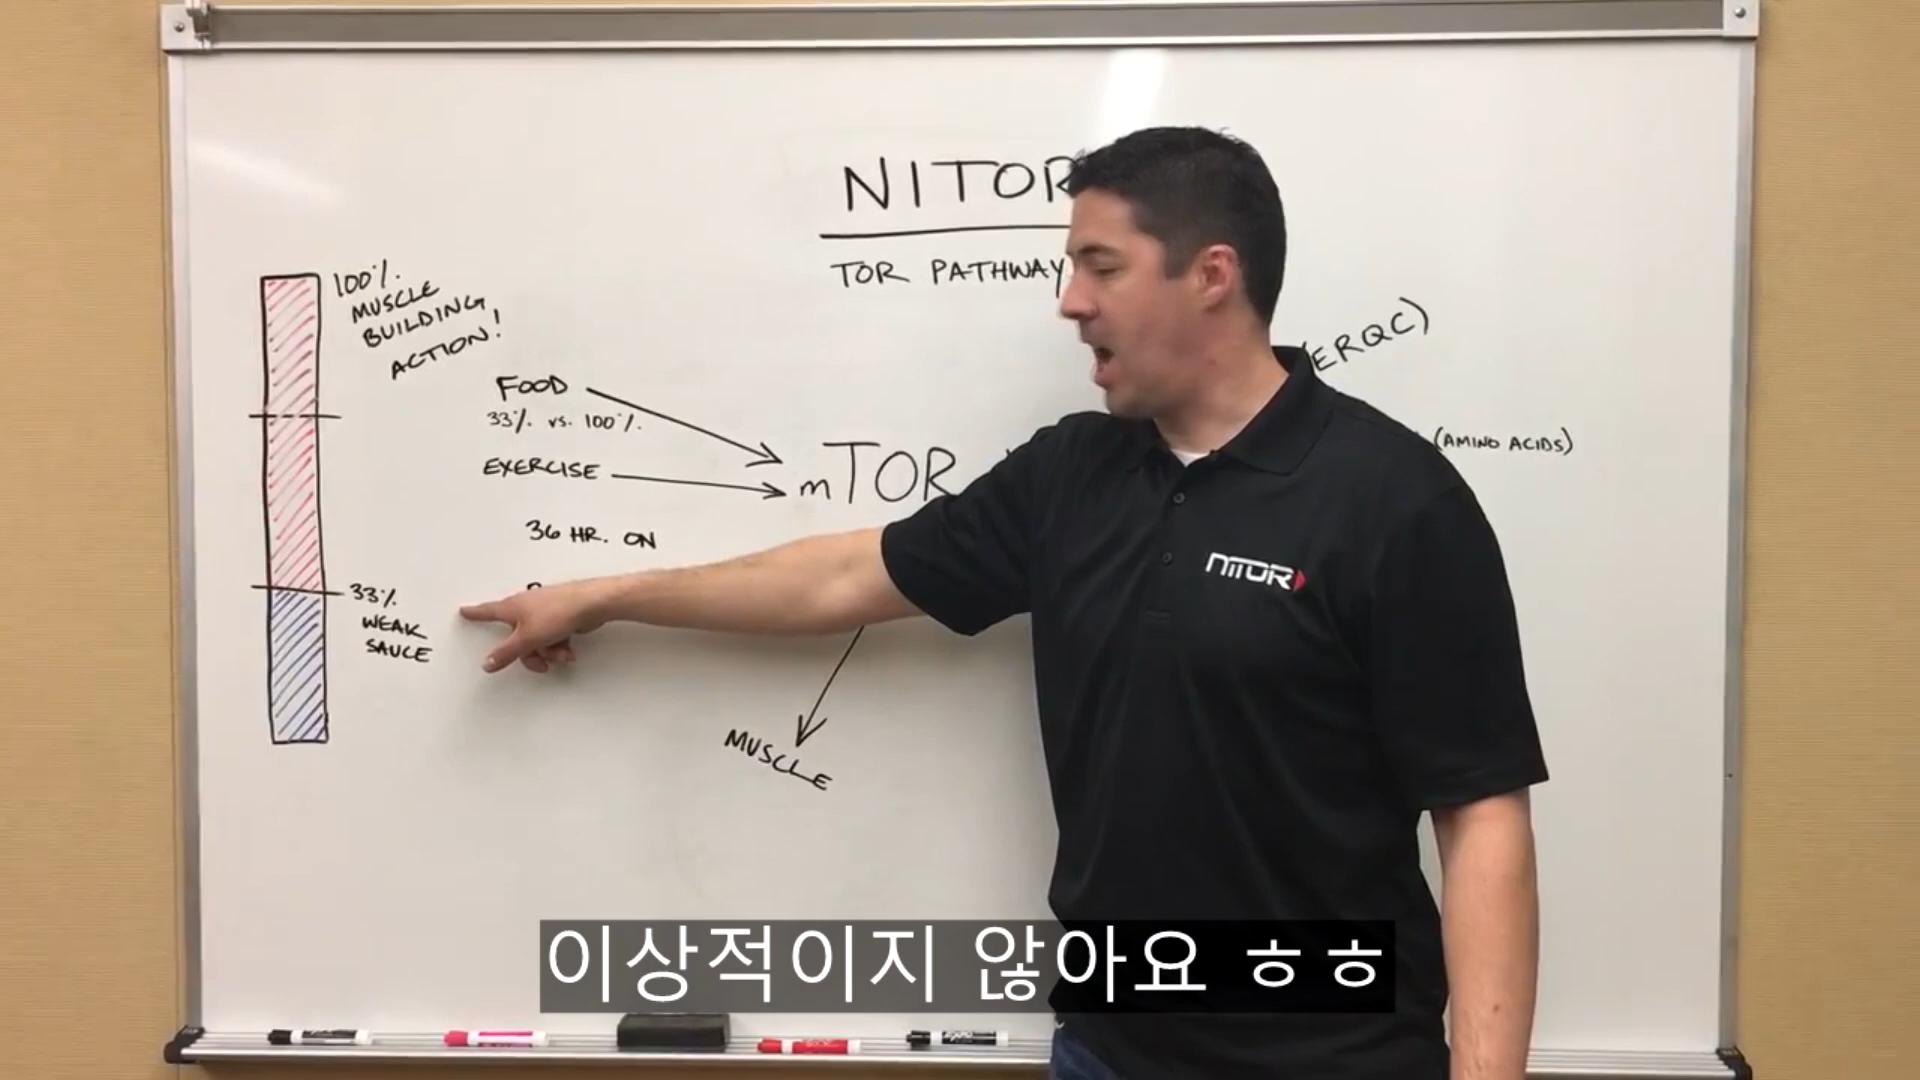 NITOR
TOR PATHWAY
100%.
MUSCLE
BUILDING
ACTION!
FOOD
33%. vs. 100%.
EXERCISE
mTOR
36 HR. ON
33%.
WEAK
SAUCE
MUSCLE
(AMINO ACIDS)
NITOR
이상적이지 않아요 ㅎㅎ